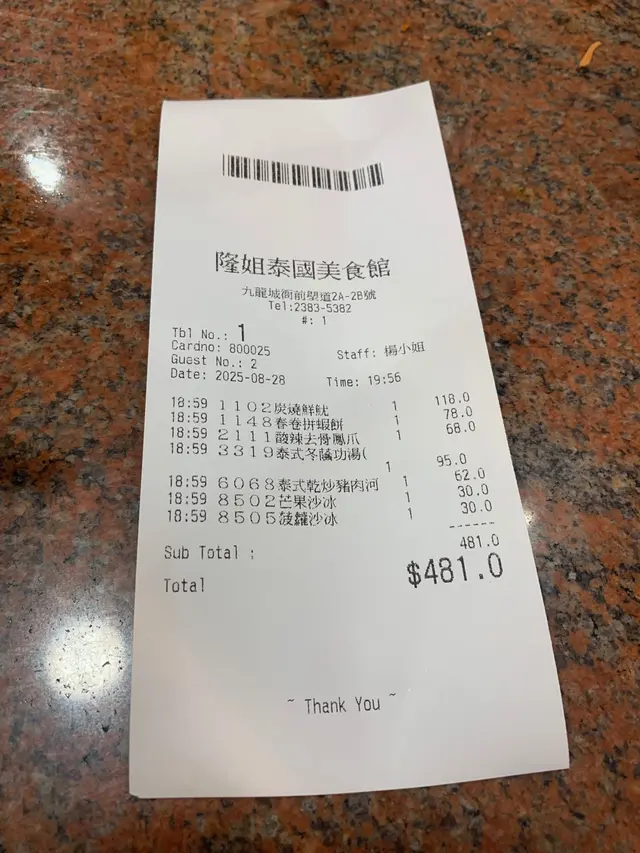 隆姐泰國美食館
九龍城衙前塱道2A-2B號
Tel:2383-5382
#: 1
Tbl No.: 1
Cardno: 800025 Staff: 楊小姐
Guest No.: 2
Date: 2025-08-28 Time: 19:56
18:59 1102炭燒鮮魷 1 118.0
18:59 1148春卷拼蝦餅 1 78.0
18:59 2111酸辣去骨鳳爪 1 68.0
18:59 3319泰式冬蔭功湯(
1 95.0
18:59 6068泰式乾炒豬肉河 1 62.0
18:59 8502芒果沙冰 1 30.0
18:59 8505菠蘿沙冰 1 30.0
------
Sub Total : 481.0
Total $481.0
~ Thank You ~